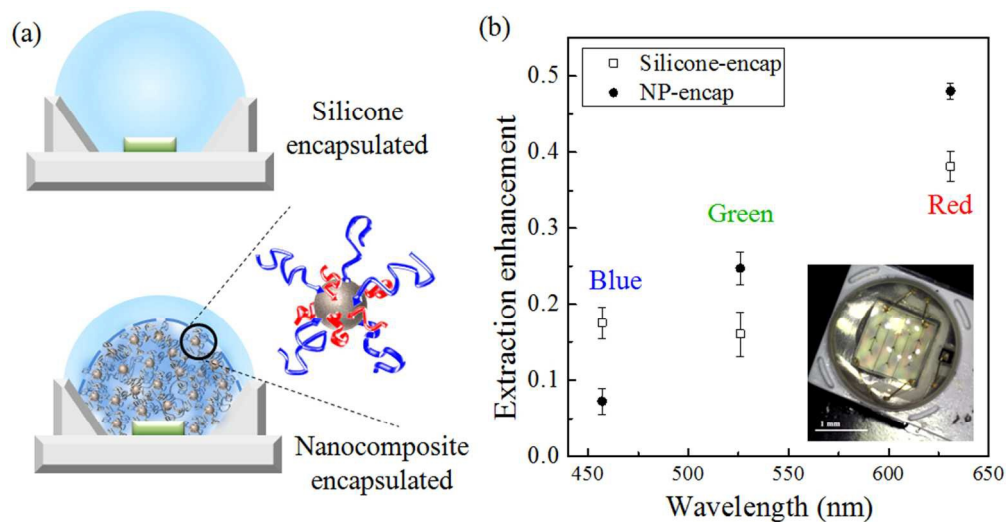 (a)
Silicone
encapsulated
Nanocomposite
encapsulated
(b)
Extraction enhancement
0.5
0.4
0.3
0.2
0.1
0.0
Silicone-encap
NP-encap
Blue
Green
Red
1 mm
450
500
550
600
650
Wavelength (nm)